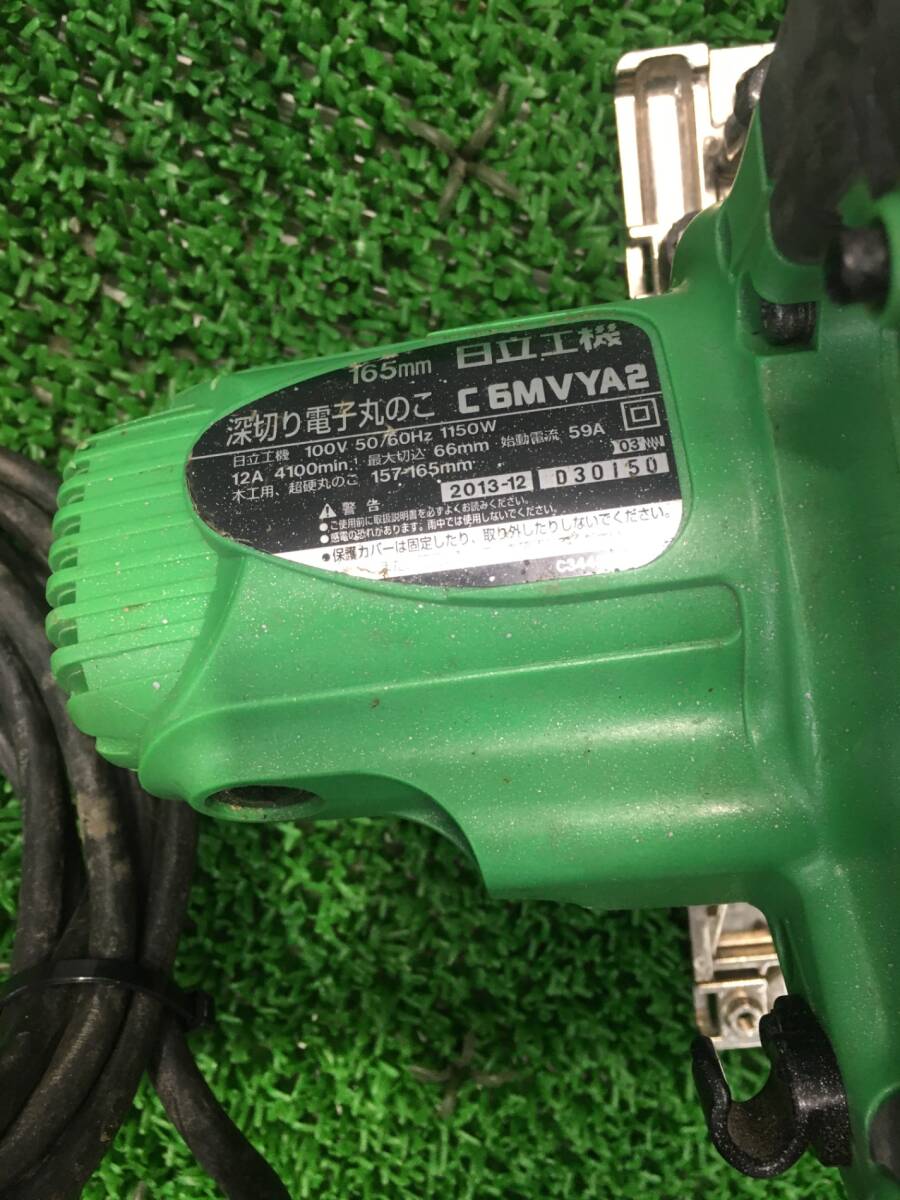 165mm 日立工機
深切り電子丸のこ C6MVYA2
日立工機 100V 50/60Hz 1150W
12A 4100min 最大切込 66mm 始動電流 59A
木工用、超硬丸のこ 157-165mm 03 NW
2013-12 D30150
警告
●ご使用前に取扱説明書を必ずよくお読みください。
●感電の恐れがあります。雨中では使用しないでください。
●保護カバーは固定したり、取り外したりしないでください。